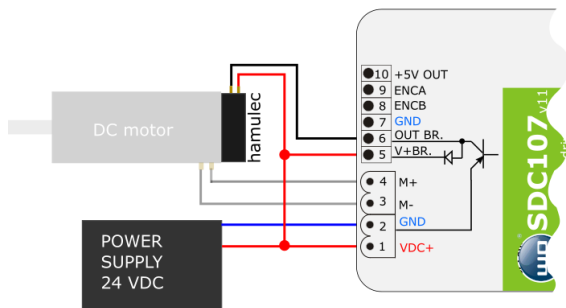 DC motor
hamulec
10 +5V OUT
9 ENCA
8 ENCB
7 GND
6 OUT BR.
5 V+BR.
4 M+
3 M-
2 GND
1 VDC+
POWER
SUPPLY
24 VDC
SDC107
v11